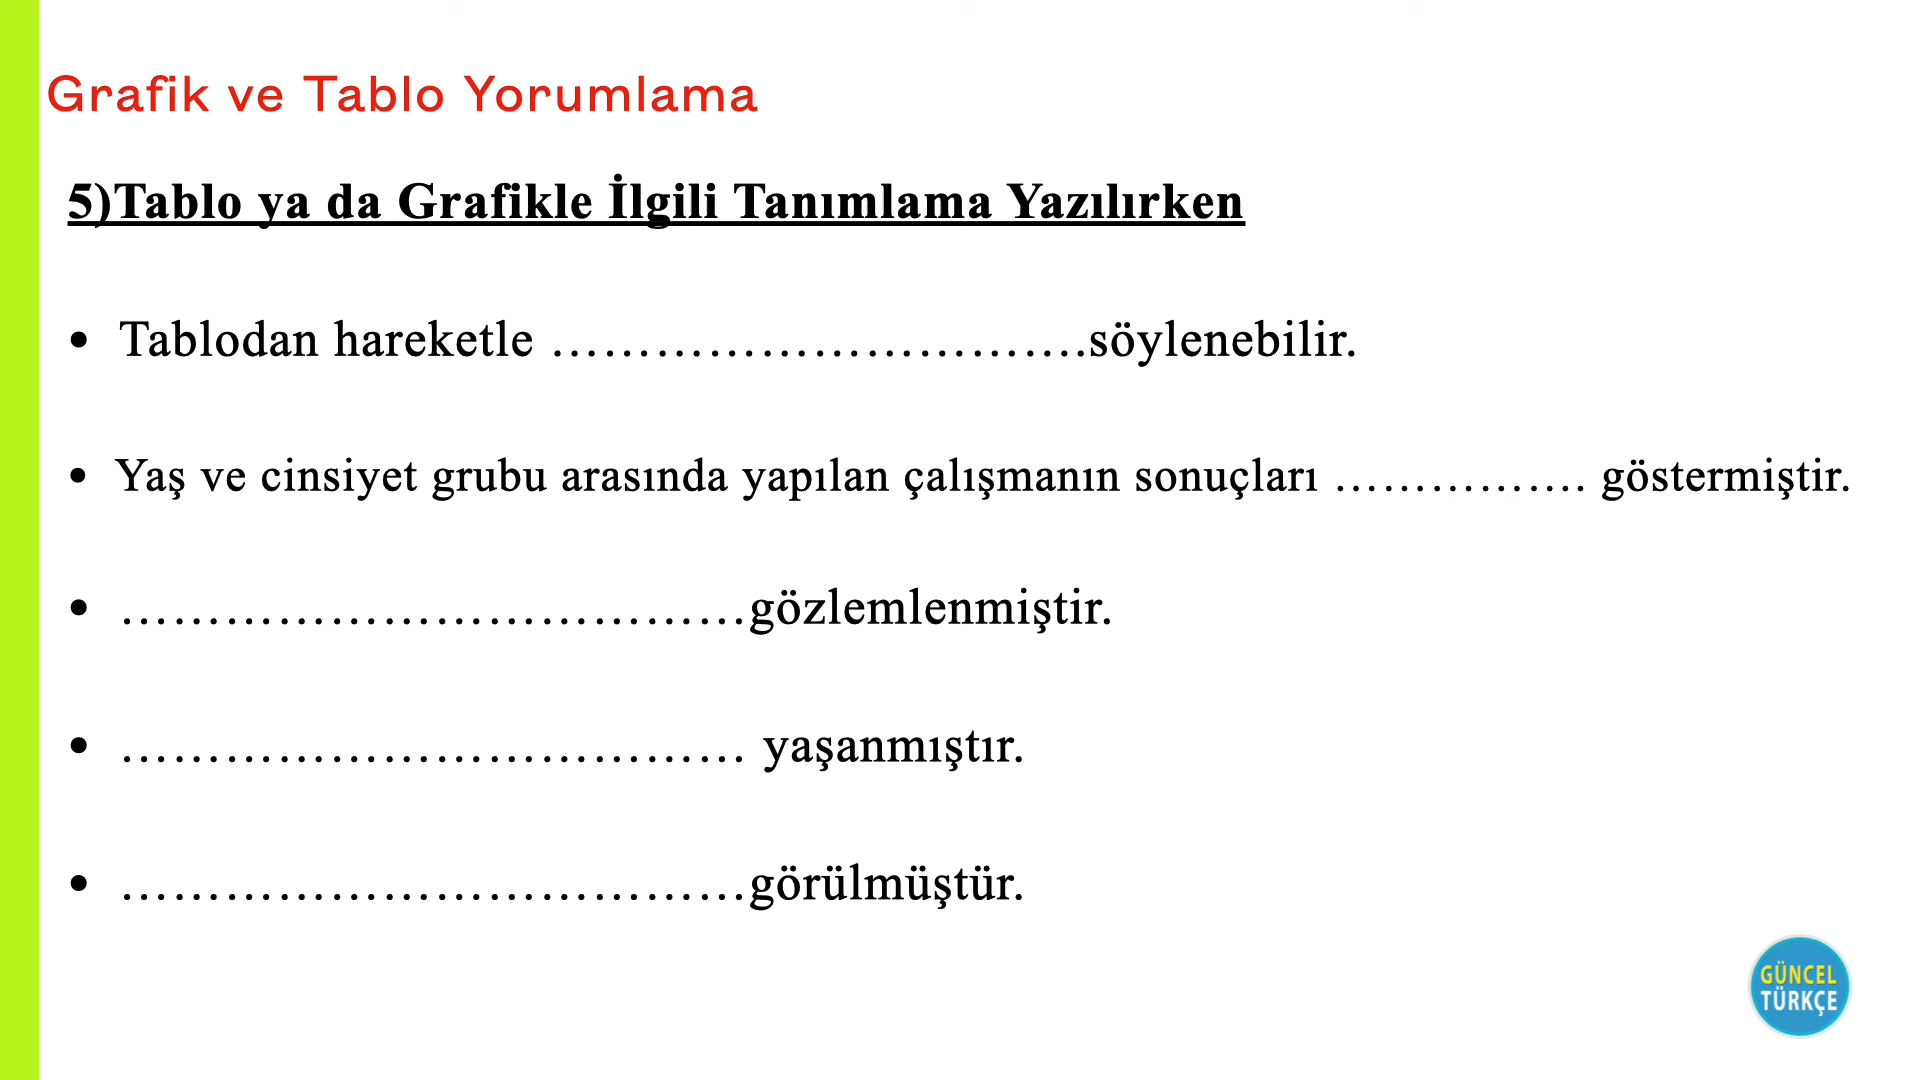 Grafik ve Tablo Yorumlama
5)Tablo ya da Grafikle İlgili Tanımlama Yazılırken
• Tablodan hareketle …………………………….söylenebilir.
• Yaş ve cinsiyet grubu arasında yapılan çalışmanın sonuçları ……………. göstermiştir.
• ………………………………gözlemlenmiştir.
• ……………………………… yaşanmıştır.
• ………………………………görülmüştür.
GÜNCEL
TÜRKÇE